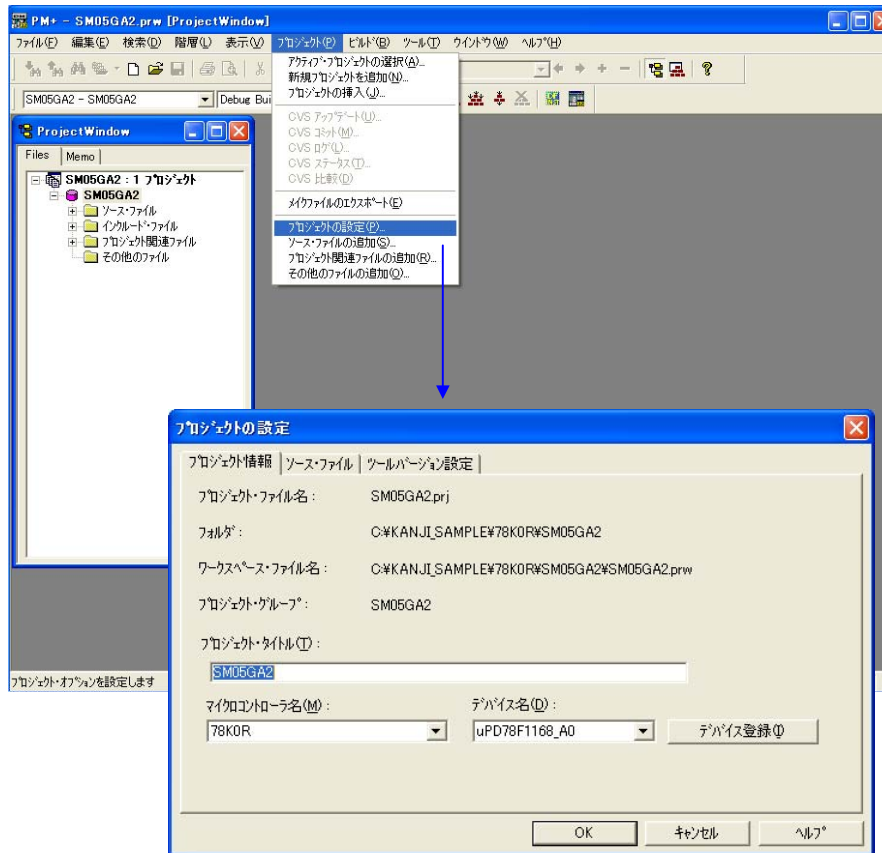 PM+ - SM05GA2.prw [ProjectWindow]
ファイル(F) 編集(E) 検索(D) 階層(L) 表示(V) プロジェクト(P) ビルド(B) ツール(T) ウインドウ(W) ヘルプ(H)
アクティブ・プロジェクトの選択(A)...
新規プロジェクトを追加(N)...
プロジェクトの挿入(J)...
SM05GA2 - SM05GA2
Debug Bui
CVS アップデート(U)...
CVS コミット(M)...
CVS ログ(L)...
CVS ステータス(T)...
CVS 比較(D)
メイクファイルのエクスポート(E)
プロジェクトの設定(P)...
ソース・ファイルの追加(S)...
プロジェクト関連ファイルの追加(R)...
その他のファイルの追加(O)...
ProjectWindow
Files Memo
SM05GA2 : 1 プロジェクト
SM05GA2
ソース・ファイル
インクルード・ファイル
プロジェクト関連ファイル
その他のファイル
プロジェクト・オプションを設定します
プロジェクトの設定
プロジェクト情報 ソース・ファイル ツールバージョン設定
プロジェクト・ファイル名 : SM05GA2.prj
フォルダ : C:¥KANJI_SAMPLE¥78K0R¥SM05GA2
ワークスペース・ファイル名 : C:¥KANJI_SAMPLE¥78K0R¥SM05GA2¥SM05GA2.prw
プロジェクト・グループ : SM05GA2
プロジェクト・タイトル(T) :
SM05GA2
マイクロコントローラ名(M) : デバイス名(D) :
78K0R uPD78F1168_A0 デバイス登録(I)
OK キャンセル ヘルプ